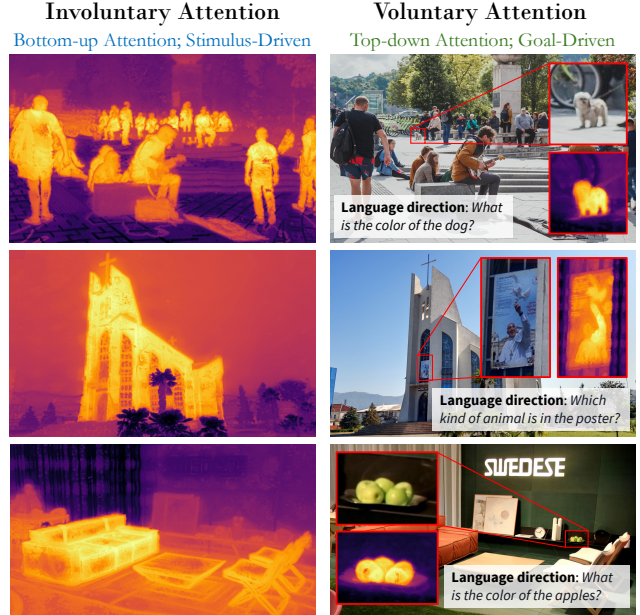 Involuntary Attention
Bottom-up Attention; Stimulus-Driven
Voluntary Attention
Top-down Attention; Goal-Driven
Language direction: What
is the color of the dog?
Language direction: Which
kind of animal is in the poster?
SWEDESE
Language direction: What
is the color of the apples?